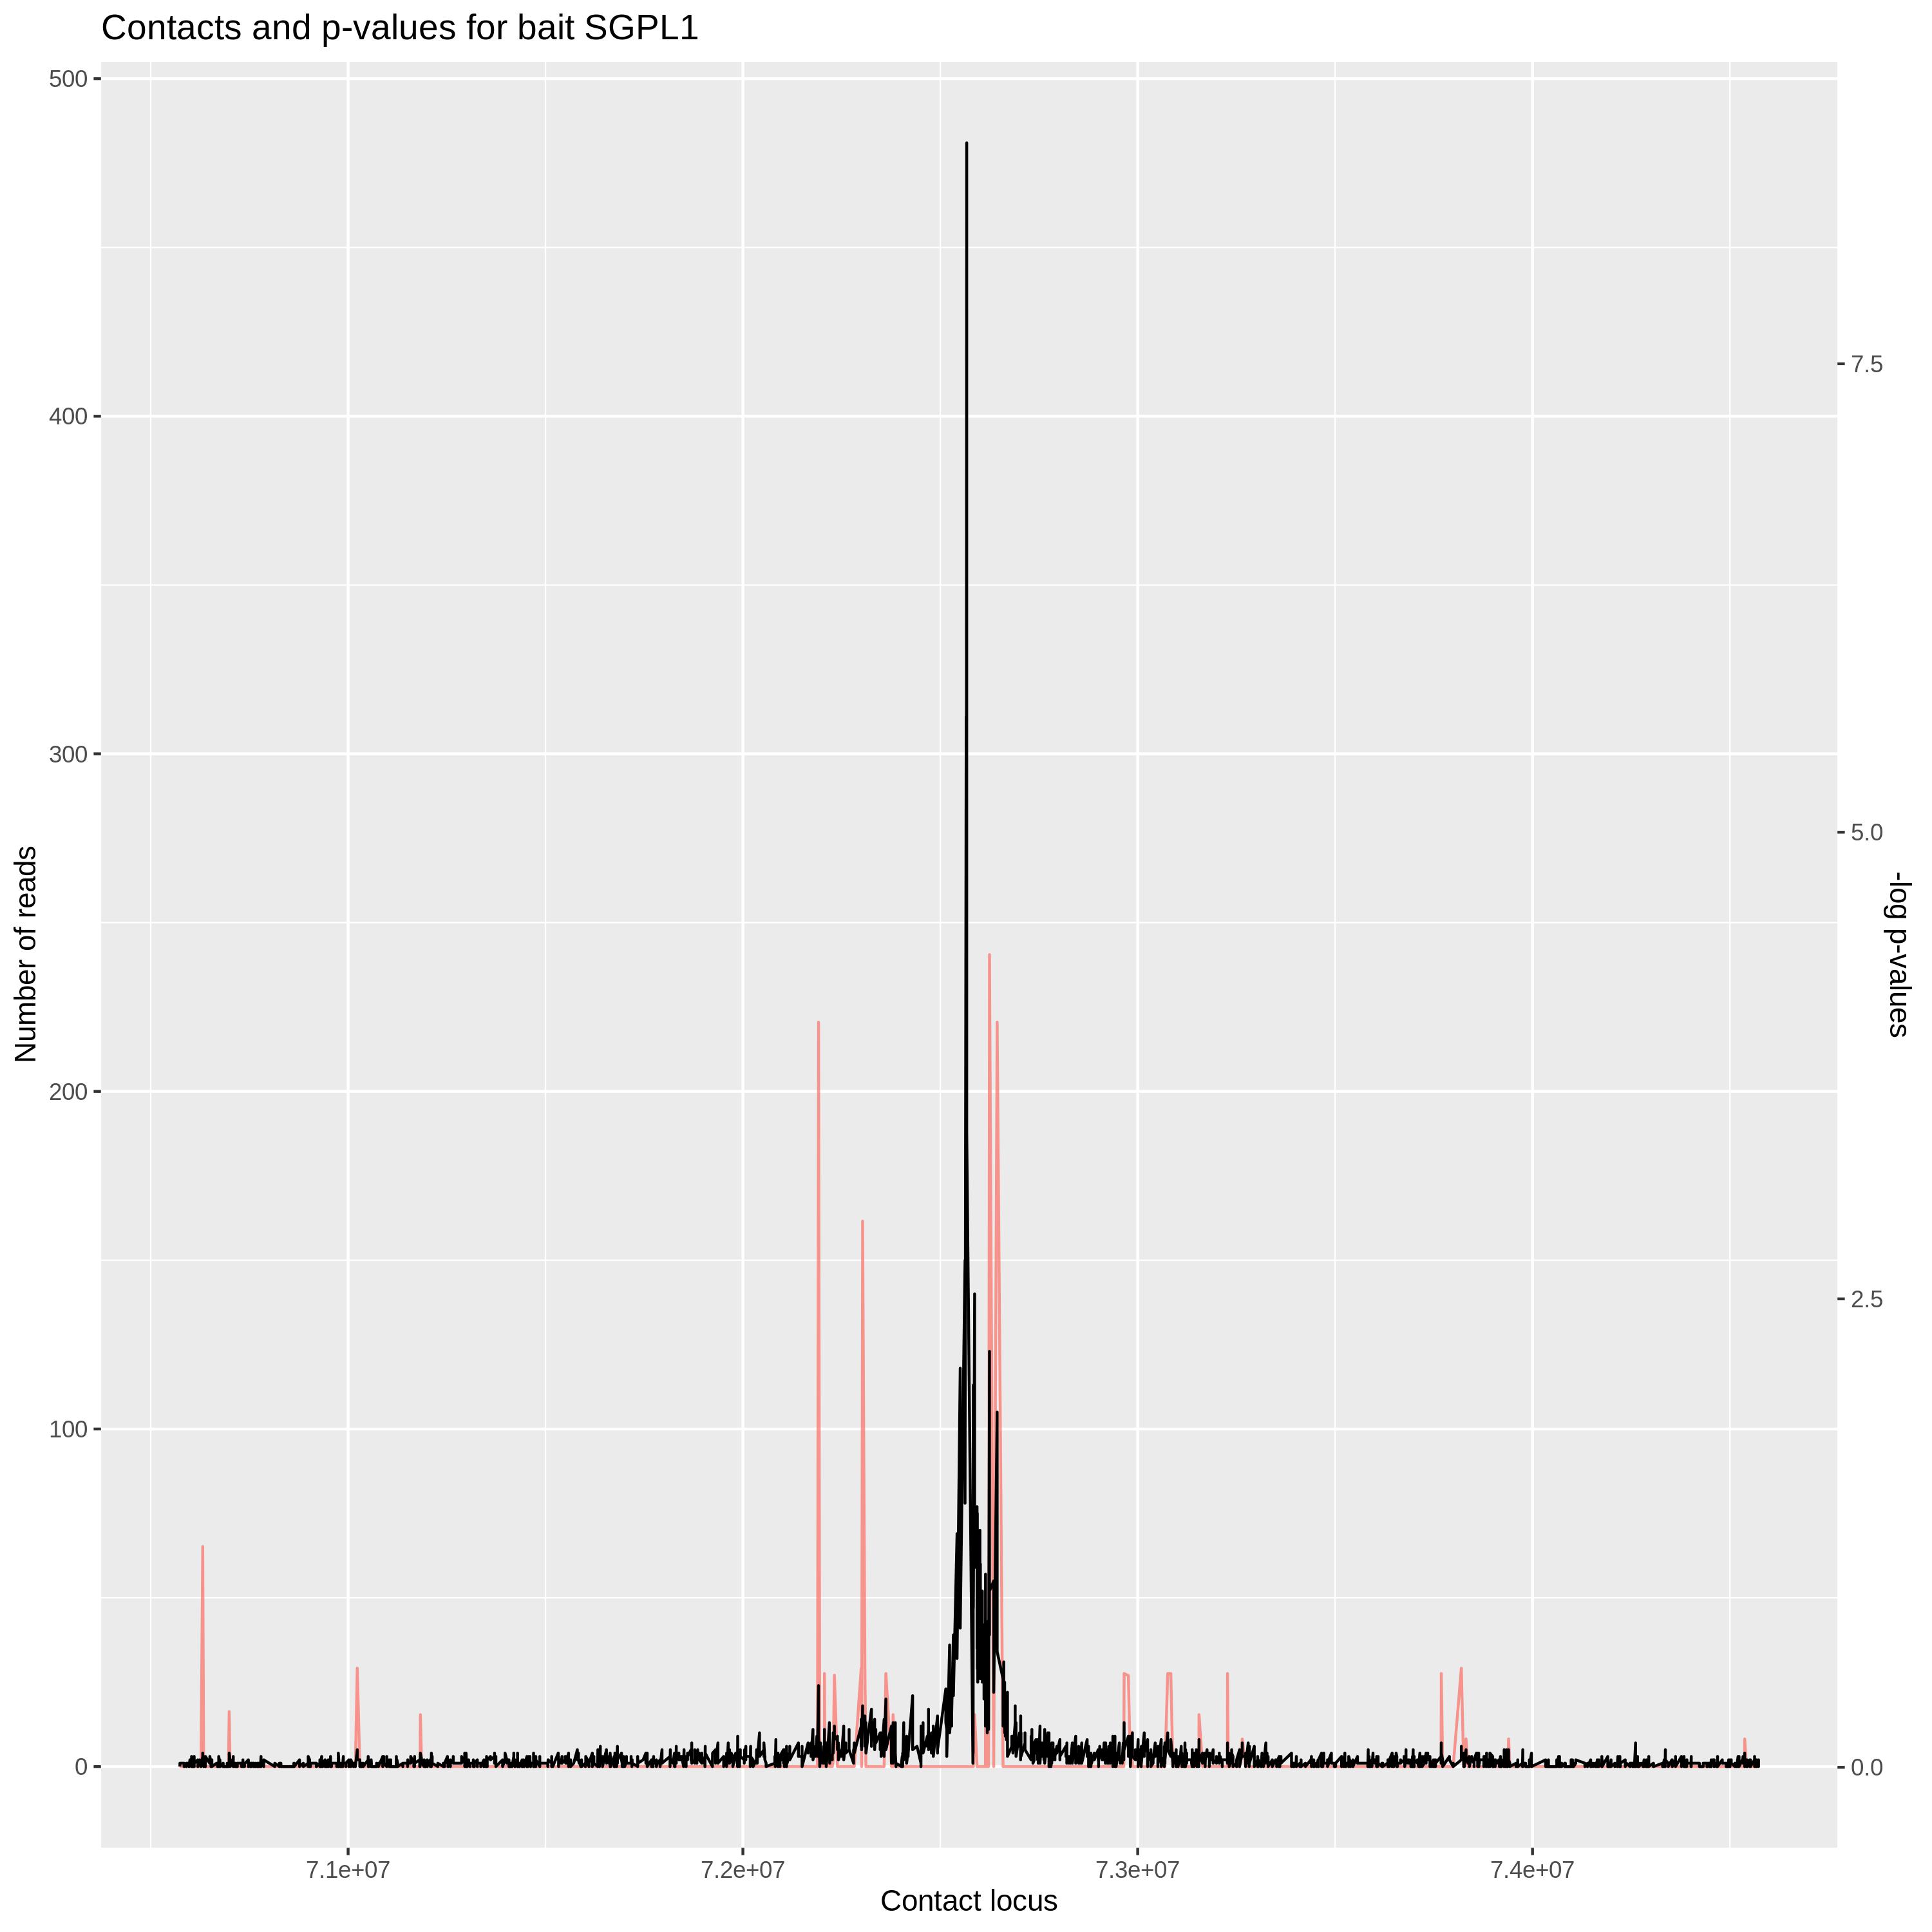 Contacts and p-values for bait SGPL1
500
400
300
200
100
0
Number of reads
7.5
5.0
2.5
0.0
-log p-values
7.1e+07
7.2e+07
7.3e+07
7.4e+07
Contact locus